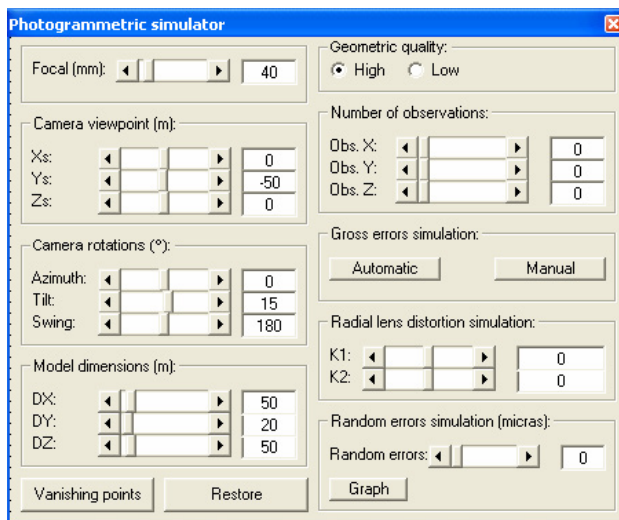 Photogrammetric simulator
Focal (mm): 40
Camera viewpoint (m):
Xs: 0
Ys: -50
Zs: 0
Camera rotations (°):
Azimuth: 0
Tilt: 15
Swing: 180
Model dimensions (m):
DX: 50
DY: 20
DZ: 50
Vanishing points Restore
Geometric quality:
High Low
Number of observations:
Obs. X: 0
Obs. Y: 0
Obs. Z: 0
Gross errors simulation:
Automatic Manual
Radial lens distortion simulation:
K1: 0
K2: 0
Random errors simulation (micras):
Random errors: 0
Graph